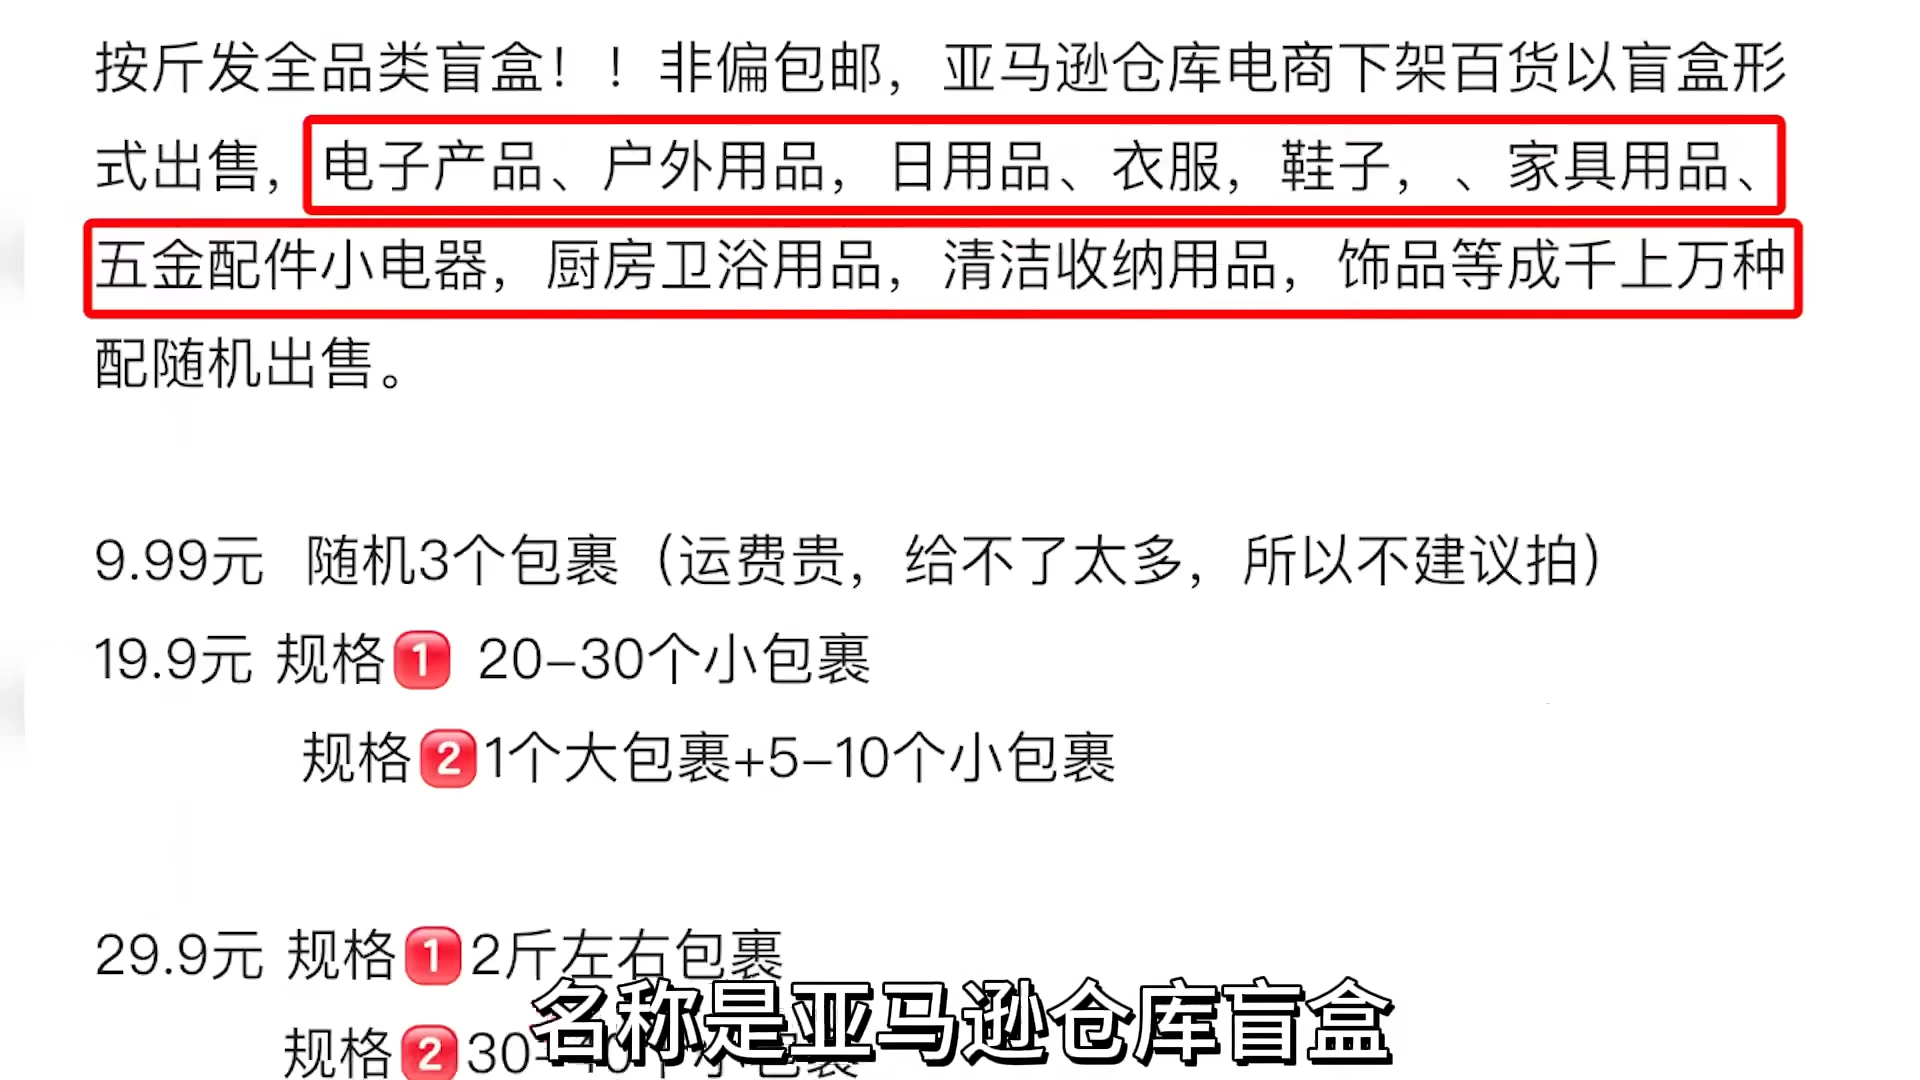 按斤发全品类盲盒！！非偏包邮，亚马逊仓库电商下架百货以盲盒形
式出售，电子产品、户外用品，日用品、衣服，鞋子，、家具用品、
五金配件小电器，厨房卫浴用品，清洁收纳用品，饰品等成千上万种
配随机出售。
9.99元 随机3个包裹（运费贵，给不了太多，所以不建议拍）
19.9元 规格1 20-30个小包裹
规格2 1个大包裹+5-10个小包裹
29.9元 规格1 2斤左右包裹
规格2 30-40个小包裹
名称是亚马逊仓库盲盒